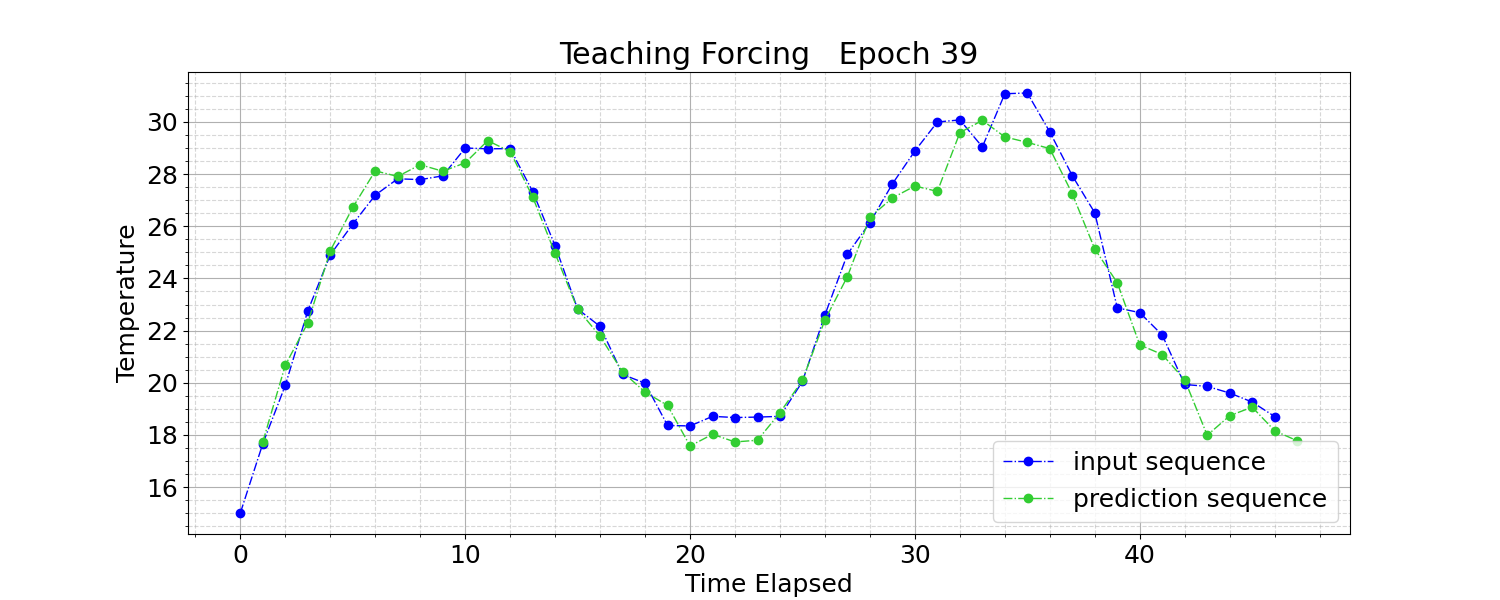 Teaching Forcing   Epoch 39
Temperature
30
28
26
24
22
20
18
16
input sequence
prediction sequence
0 10 20 30 40
Time Elapsed